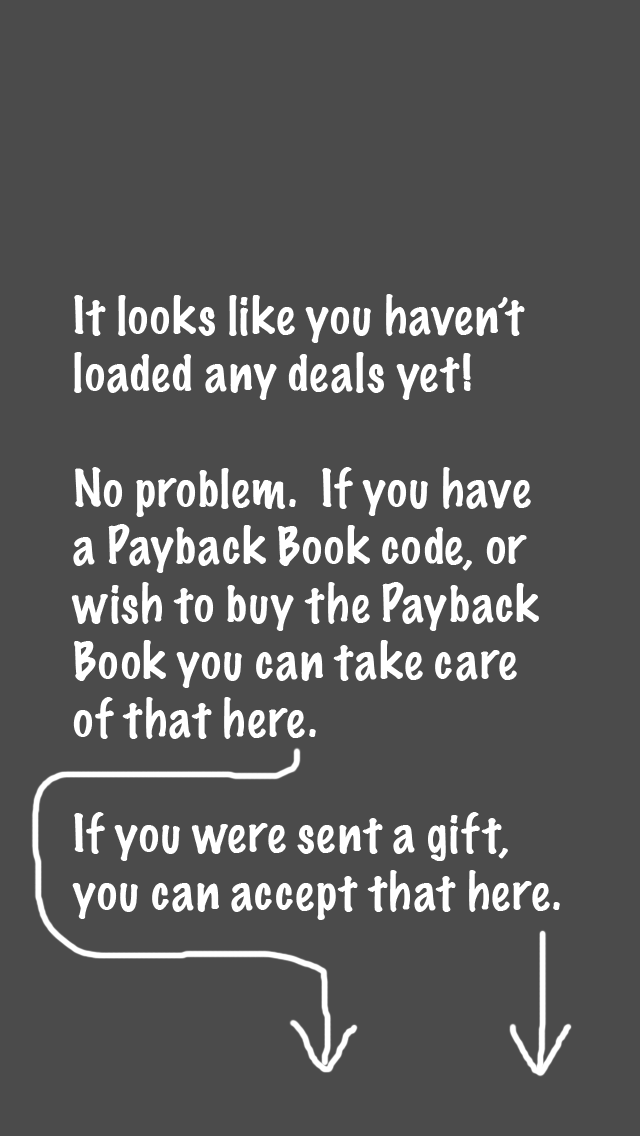 It looks like you haven’t
loaded any deals yet!
No problem.  If you have
a Payback Book code, or
wish to buy the Payback
Book you can take care
of that here.
If you were sent a gift,
you can accept that here.